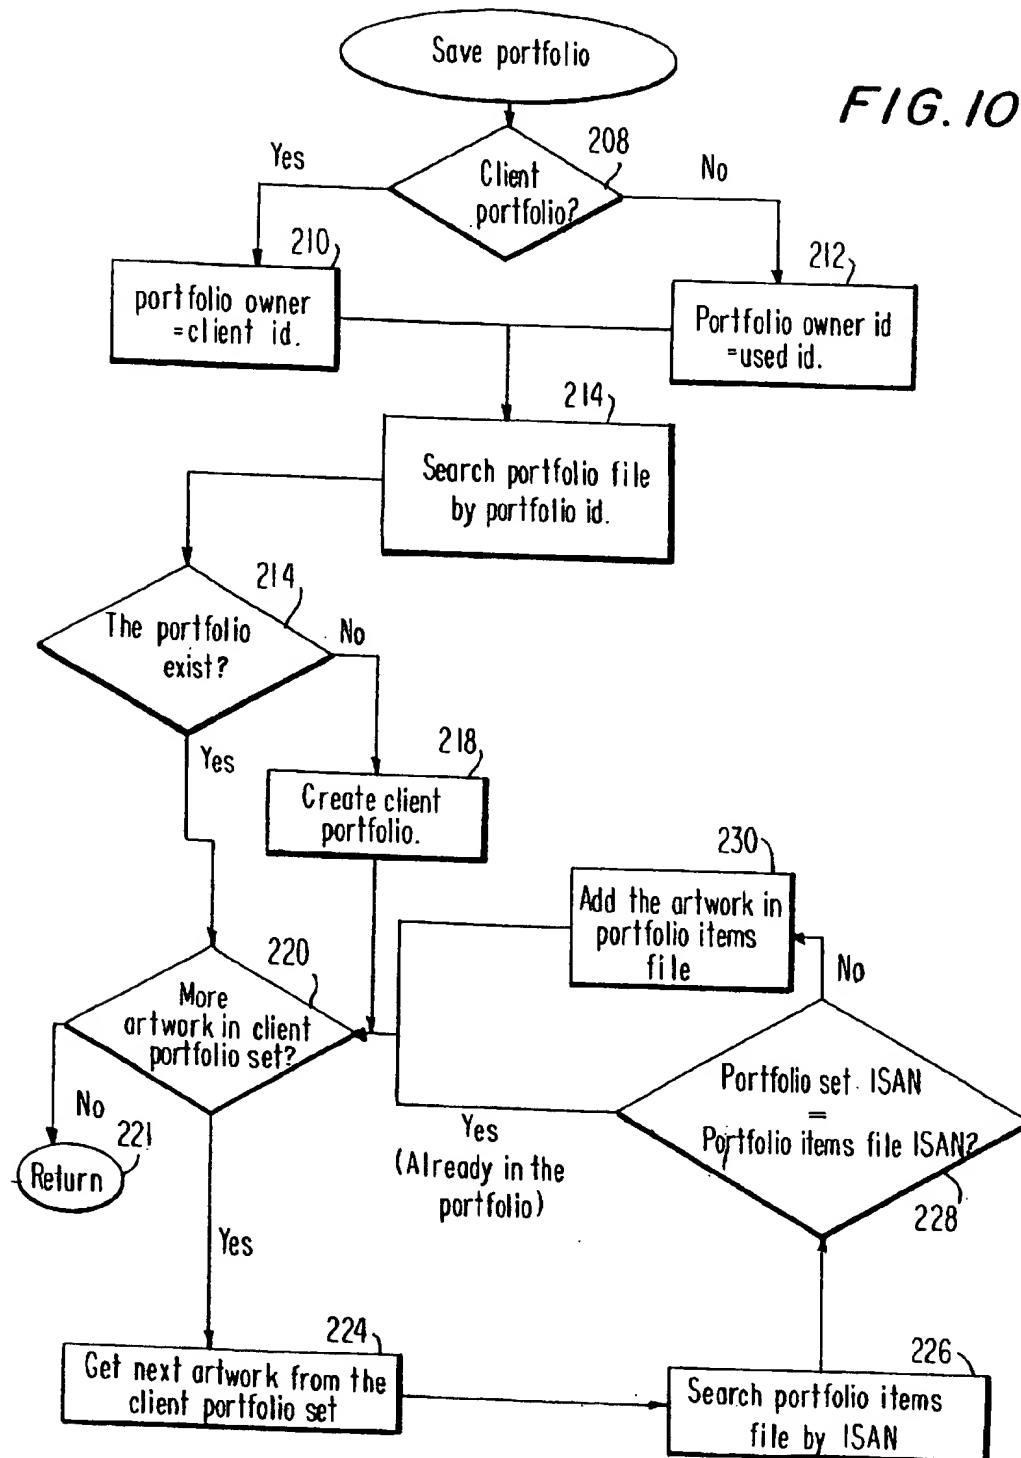 Save portfolio
FIG. 10
208
Yes
Client
portfolio?
No
210
portfolio owner
=client id.
212
Portfolio owner id
=used id.
214
Search portfolio file
by portfolio id.
214
The portfolio
exist?
No
Yes
218
Create client
portfolio.
230
Add the artwork in
portfolio items
file
No
220
More
artwork in client
portfolio set?
No
221
Return
Yes
Portfolio set ISAN
=
Portfolio items file ISAN?
228
Yes
(Already in the
portfolio)
224
Get next artwork from the
client portfolio set
226
Search portfolio items
file by ISAN